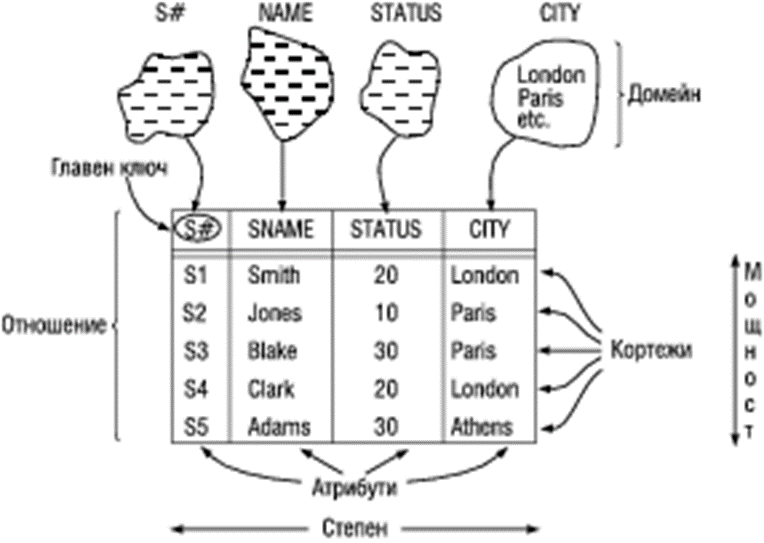 S# NAME STATUS CITY
London
Paris
etc.
Домейн
Главен ключ
S# SNAME STATUS CITY
S1 Smith 20 London
S2 Jones 10 Paris
S3 Blake 30 Paris
S4 Clark 20 London
S5 Adams 30 Athens
Отношение
Кортежи
Мощност
Атрибути
Степен